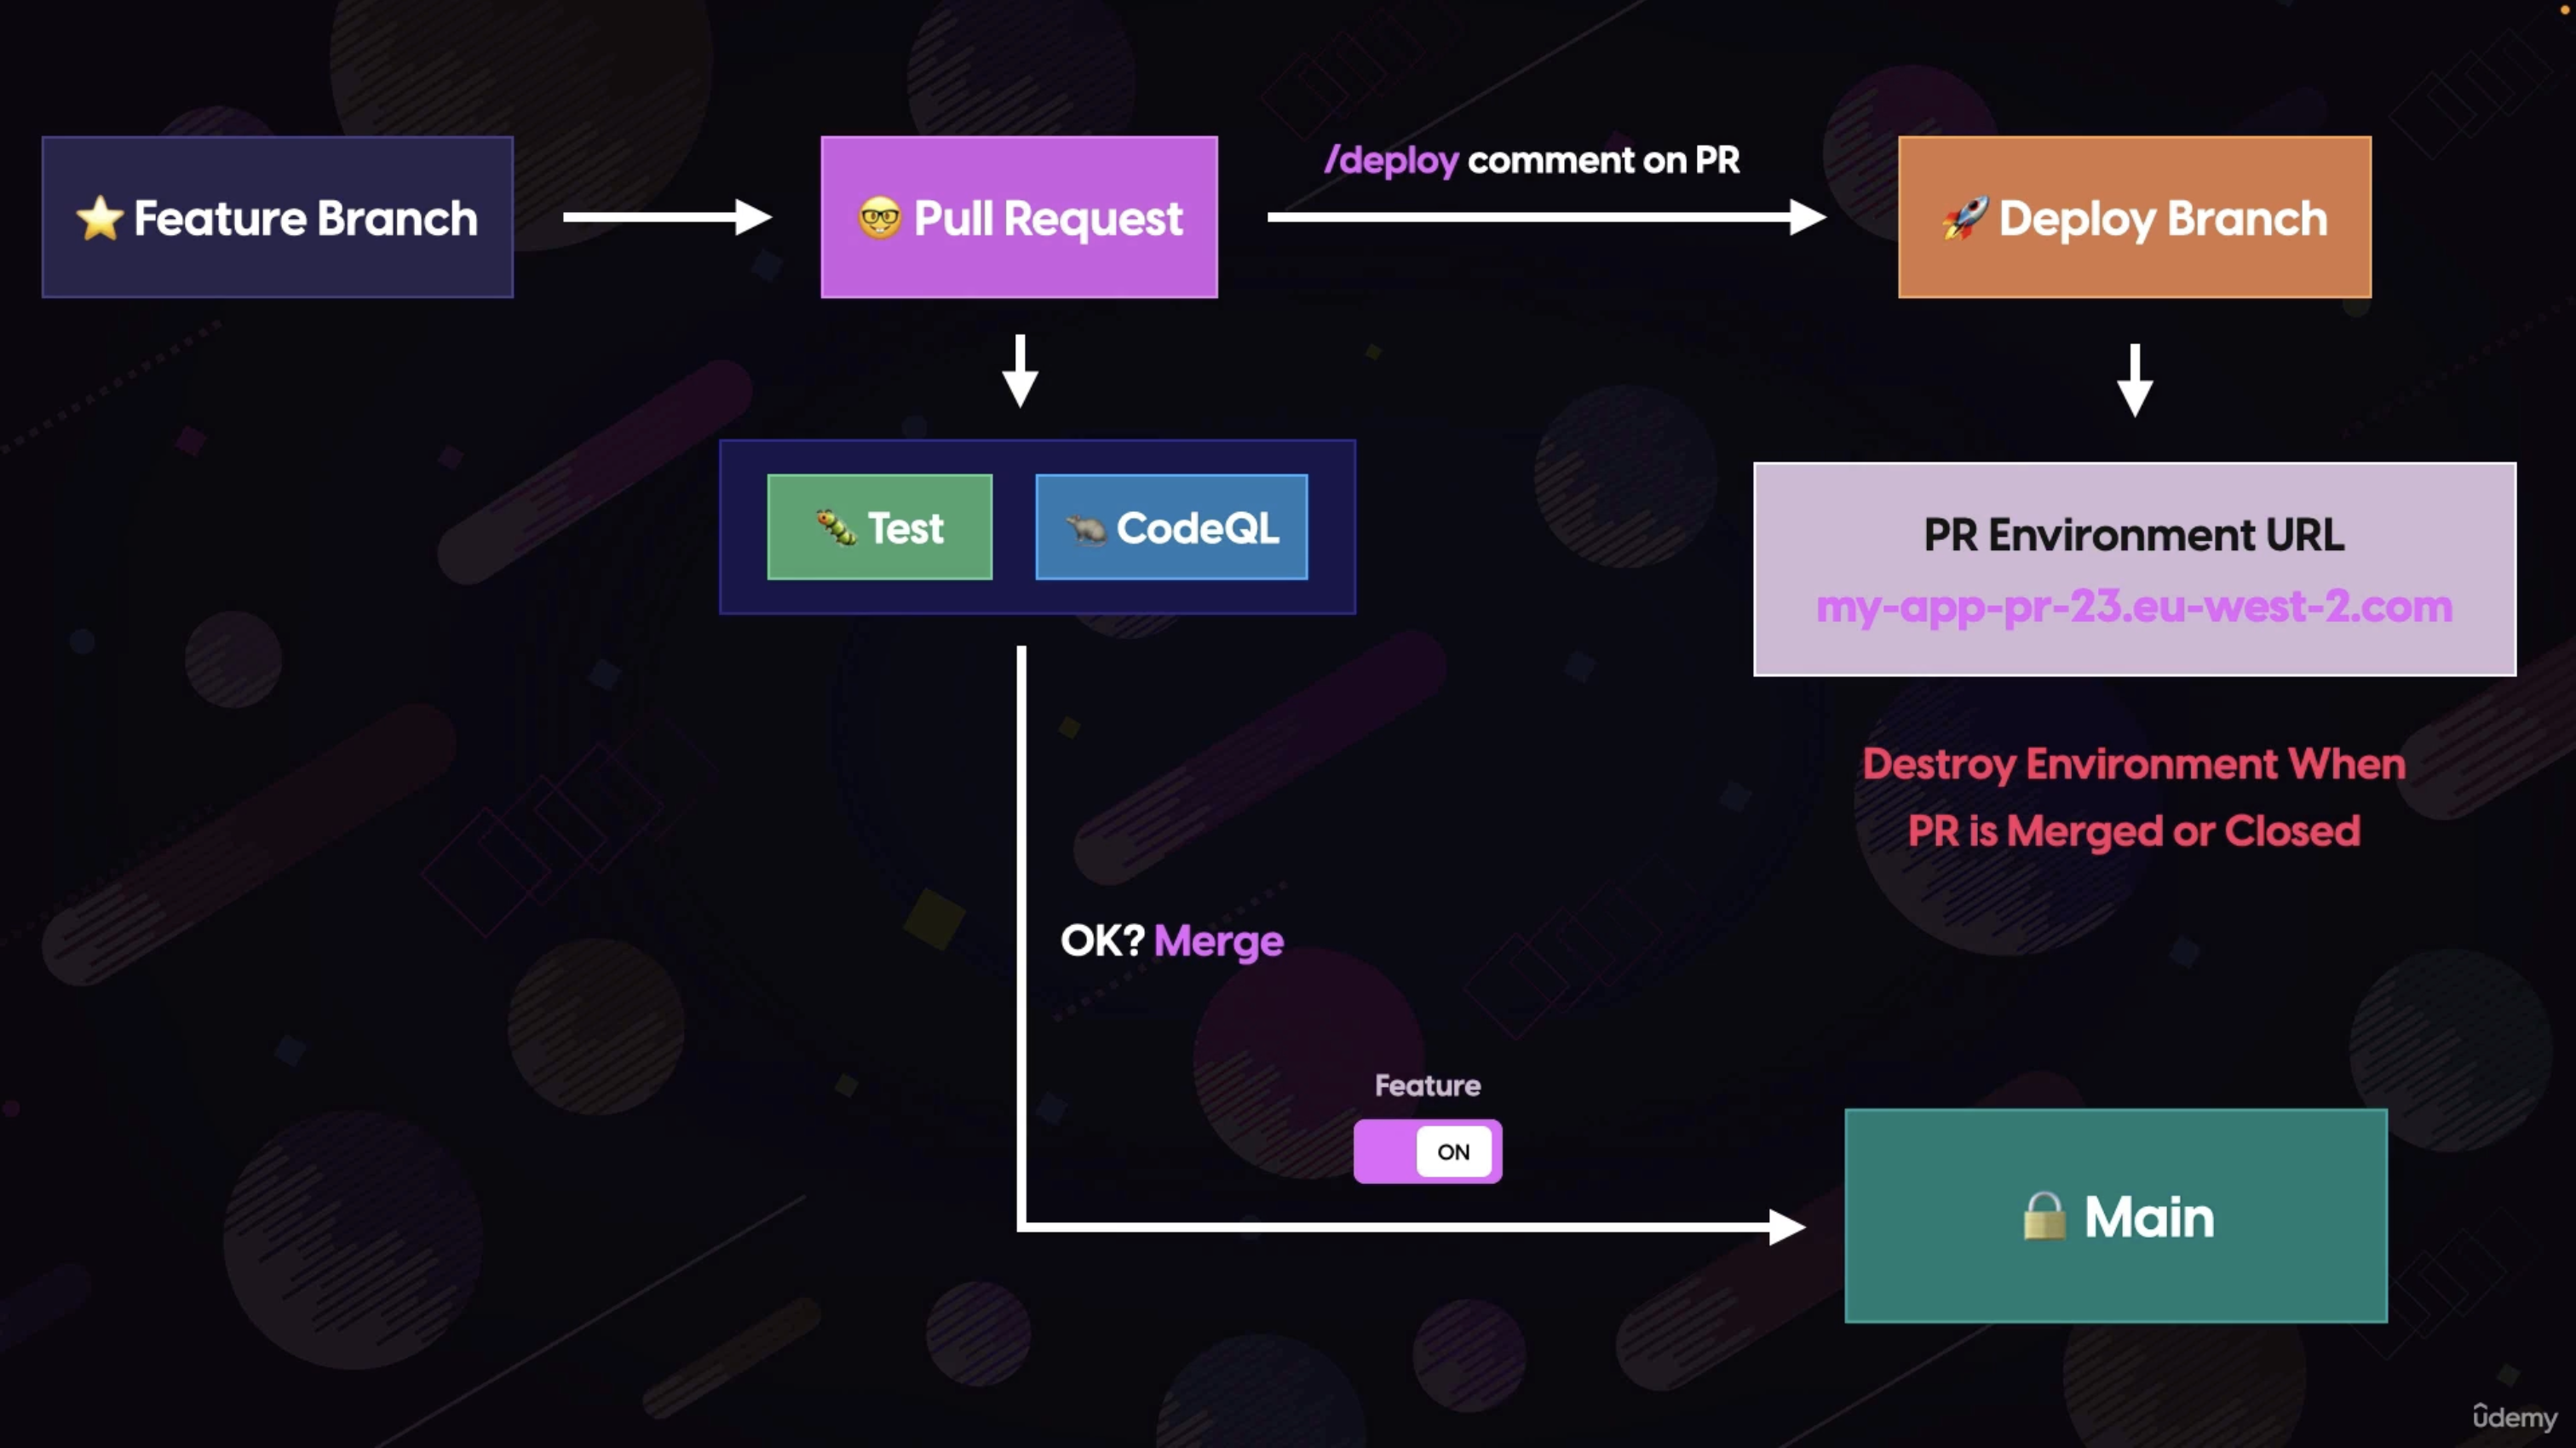 ⭐ Feature Branch
🤓 Pull Request
/deploy comment on PR
🚀 Deploy Branch
🐛 Test
🐀 CodeQL
PR Environment URL
my-app-pr-23.eu-west-2.com
Destroy Environment When
PR is Merged or Closed
OK? Merge
Feature
ON
🔒 Main
ûdemy